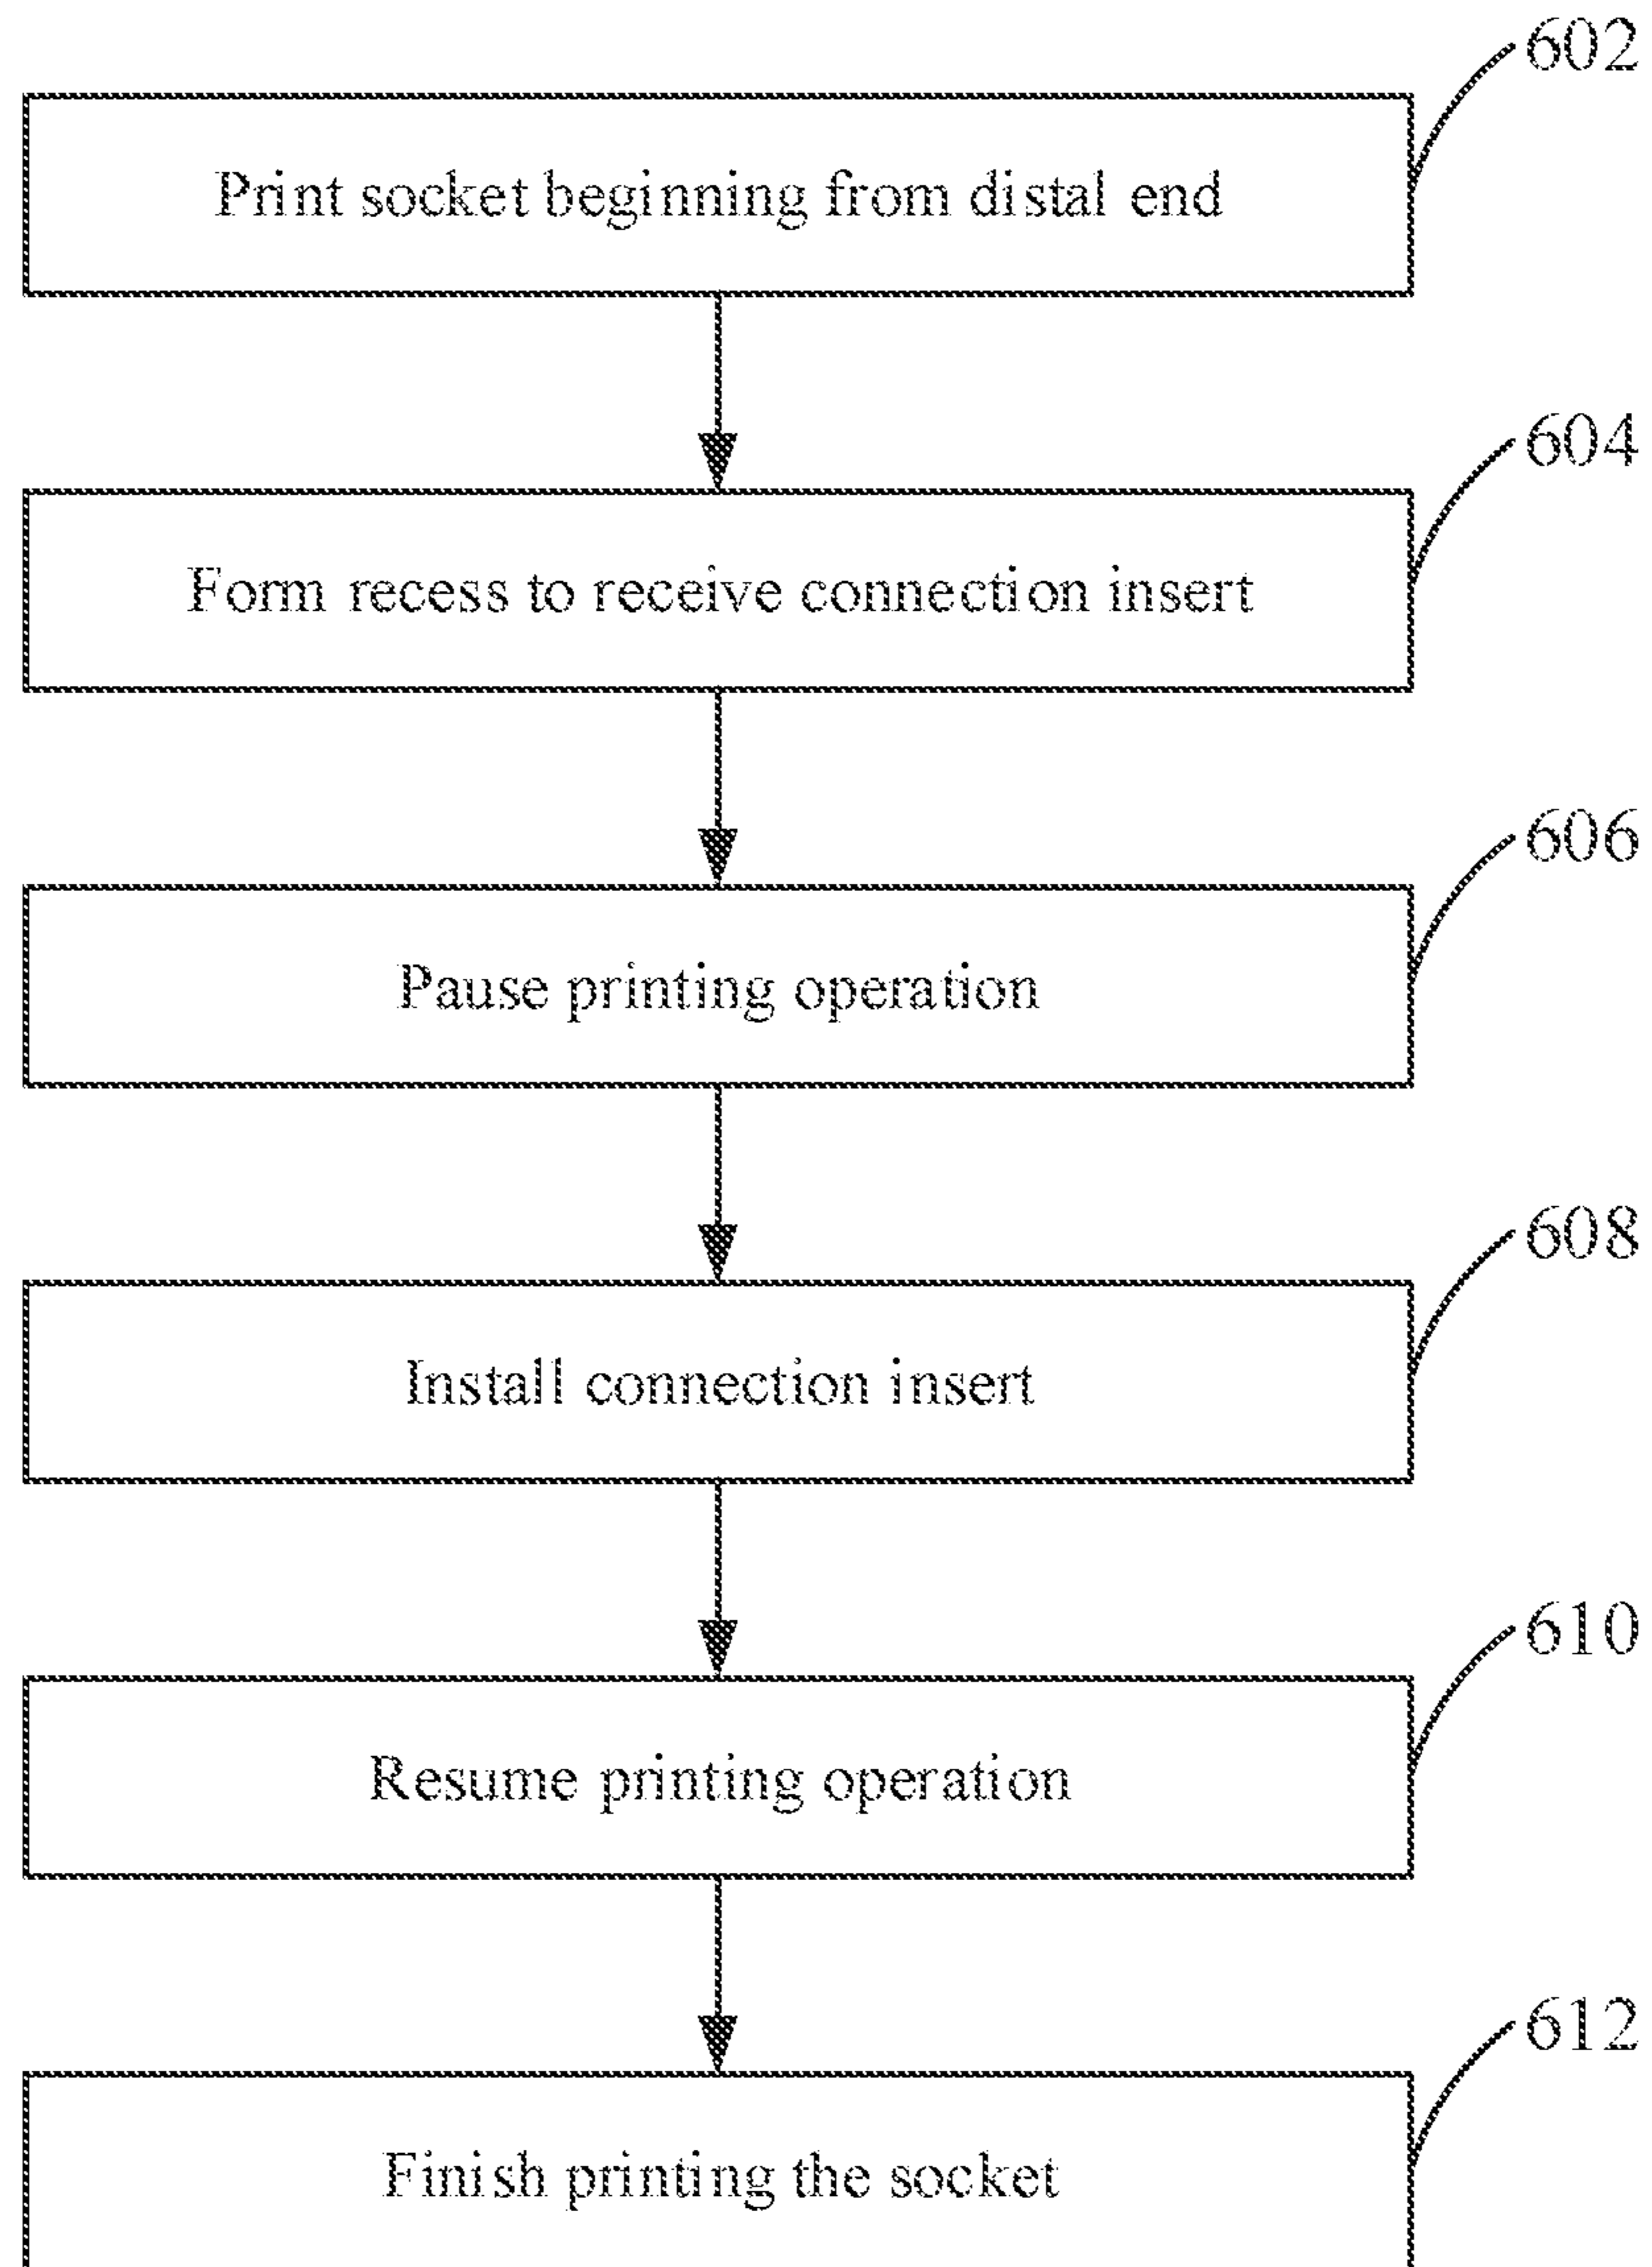 602
Print socket beginning from distal end
604
Form recess to receive connection insert
606
Pause printing operation
608
Install connection insert
610
Resume printing operation
612
Finish printing the socket